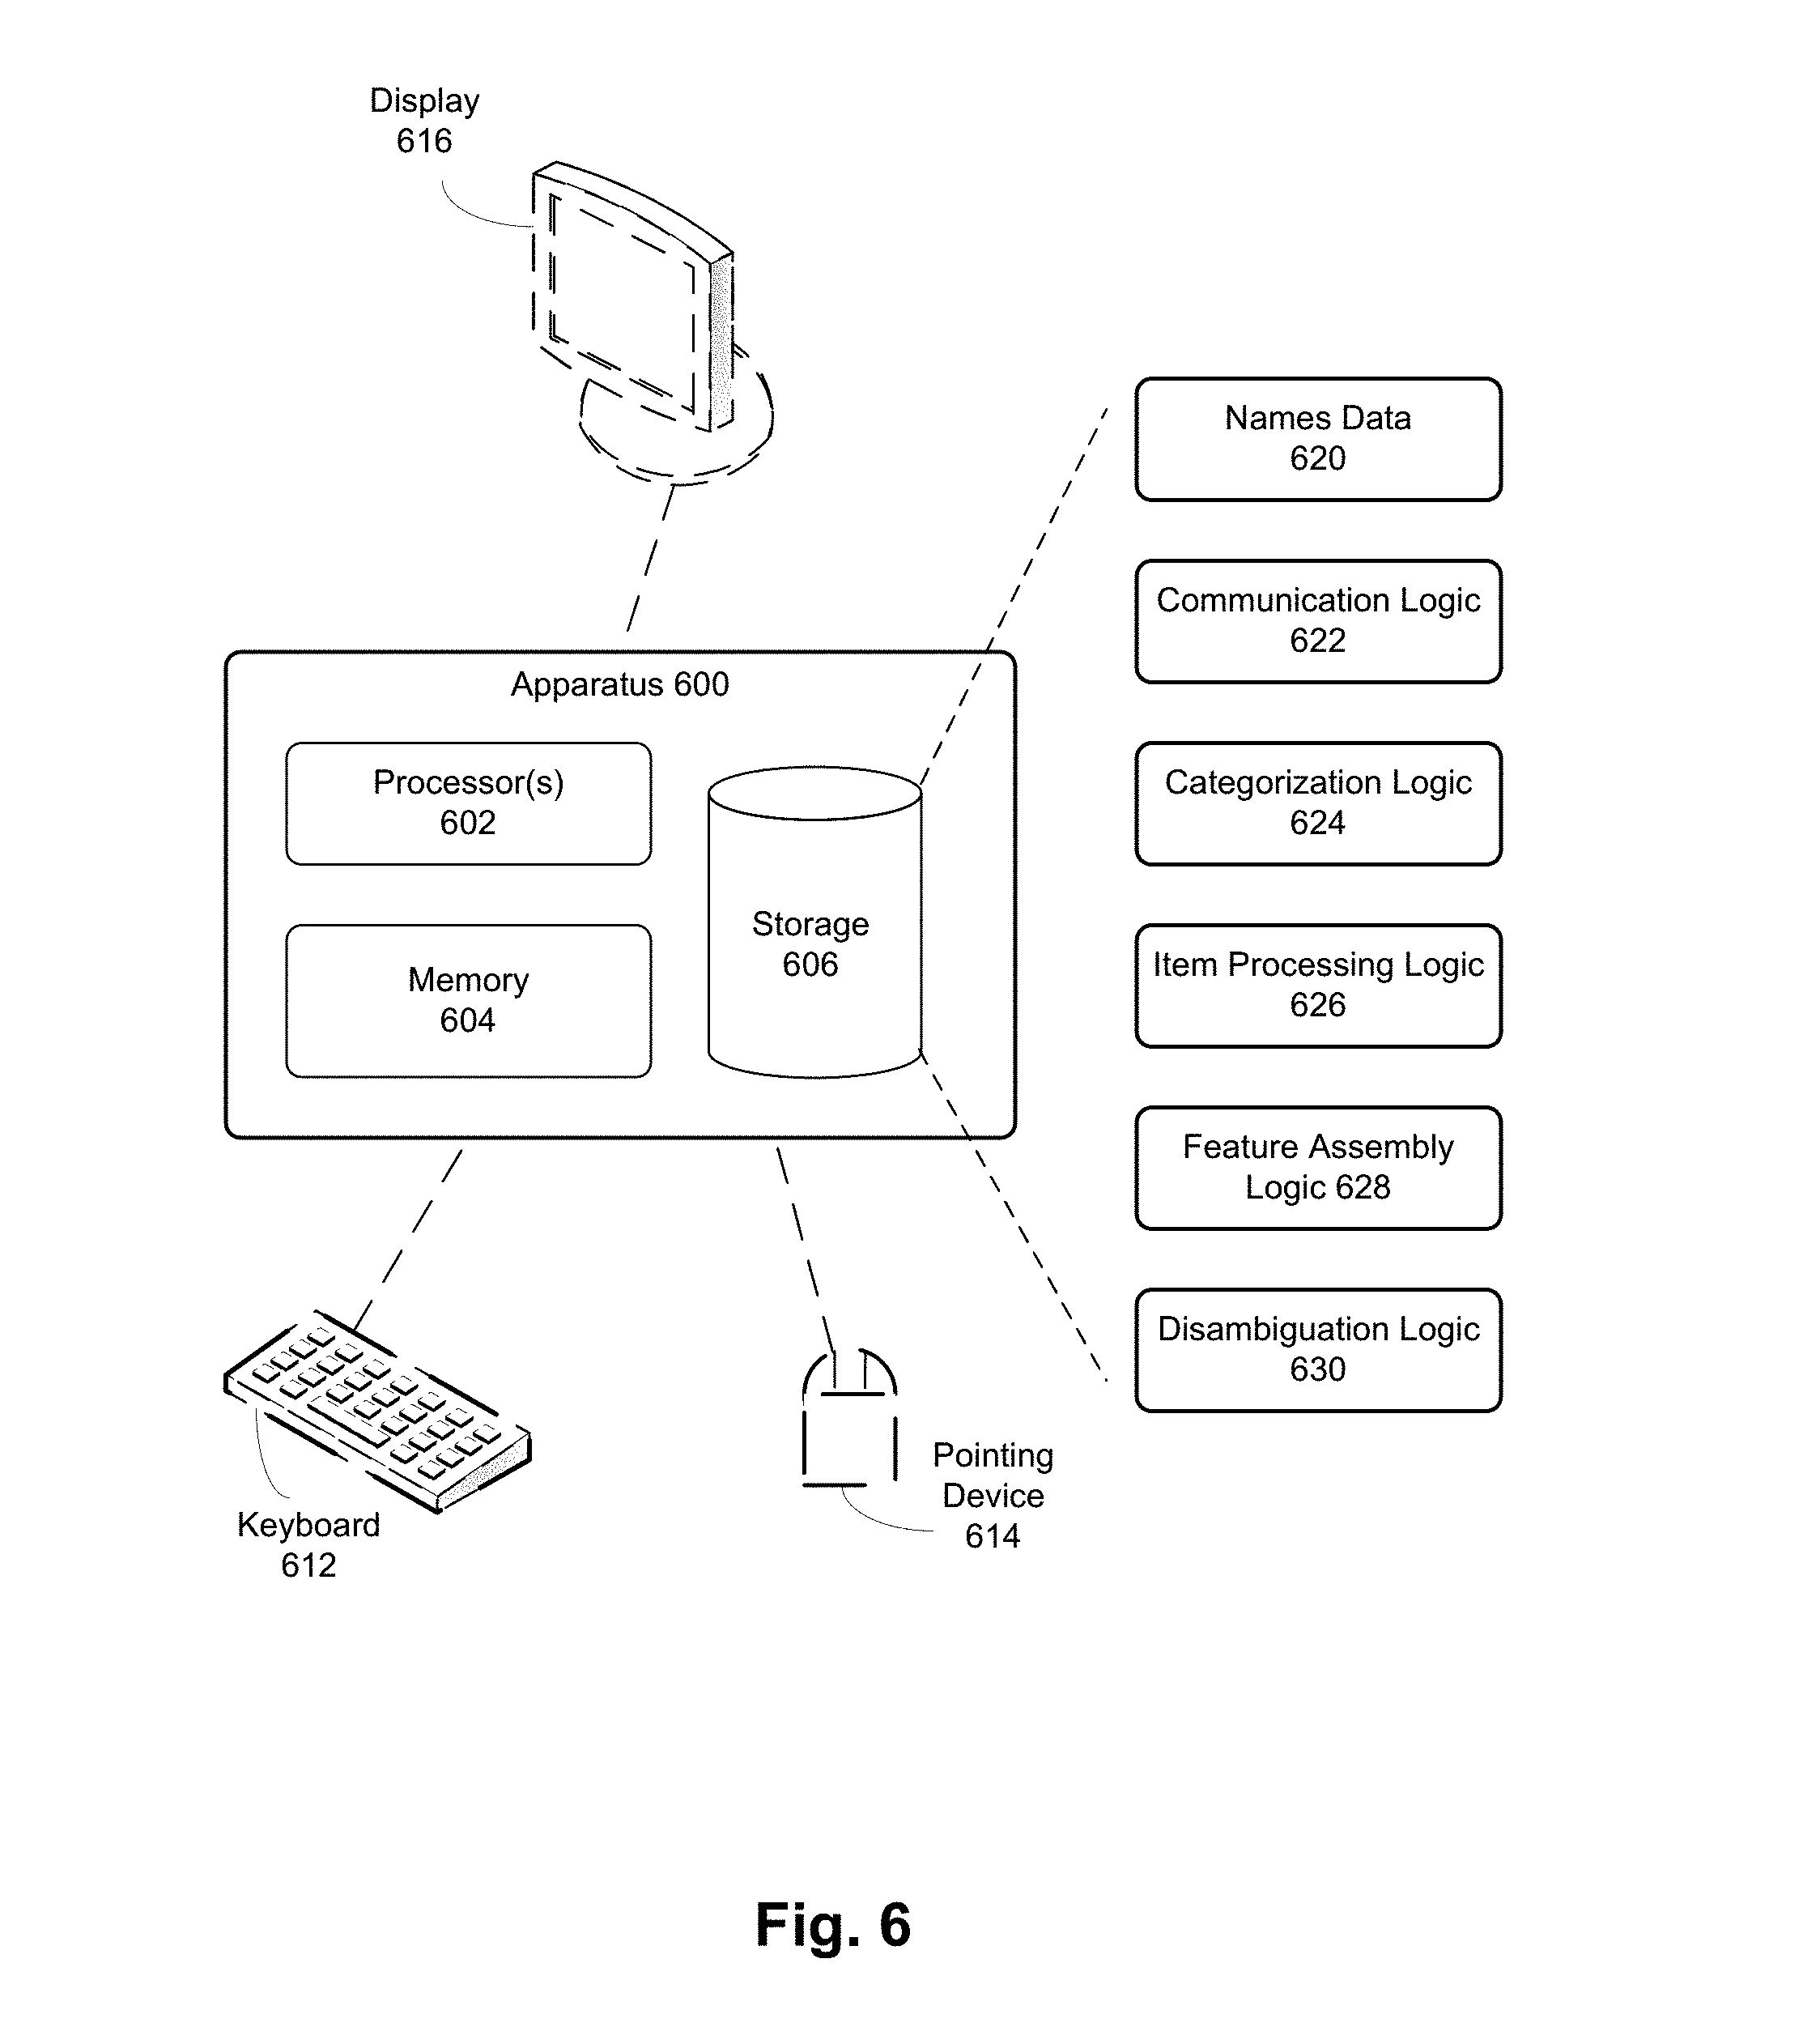 Display
616
Names Data
620
Communication Logic
622
Apparatus 600
Processor(s)
602
Categorization Logic
624
Storage
606
Memory
604
Item Processing Logic
626
Feature Assembly
Logic 628
Disambiguation Logic
630
Pointing
Device
614
Keyboard
612
Fig. 6